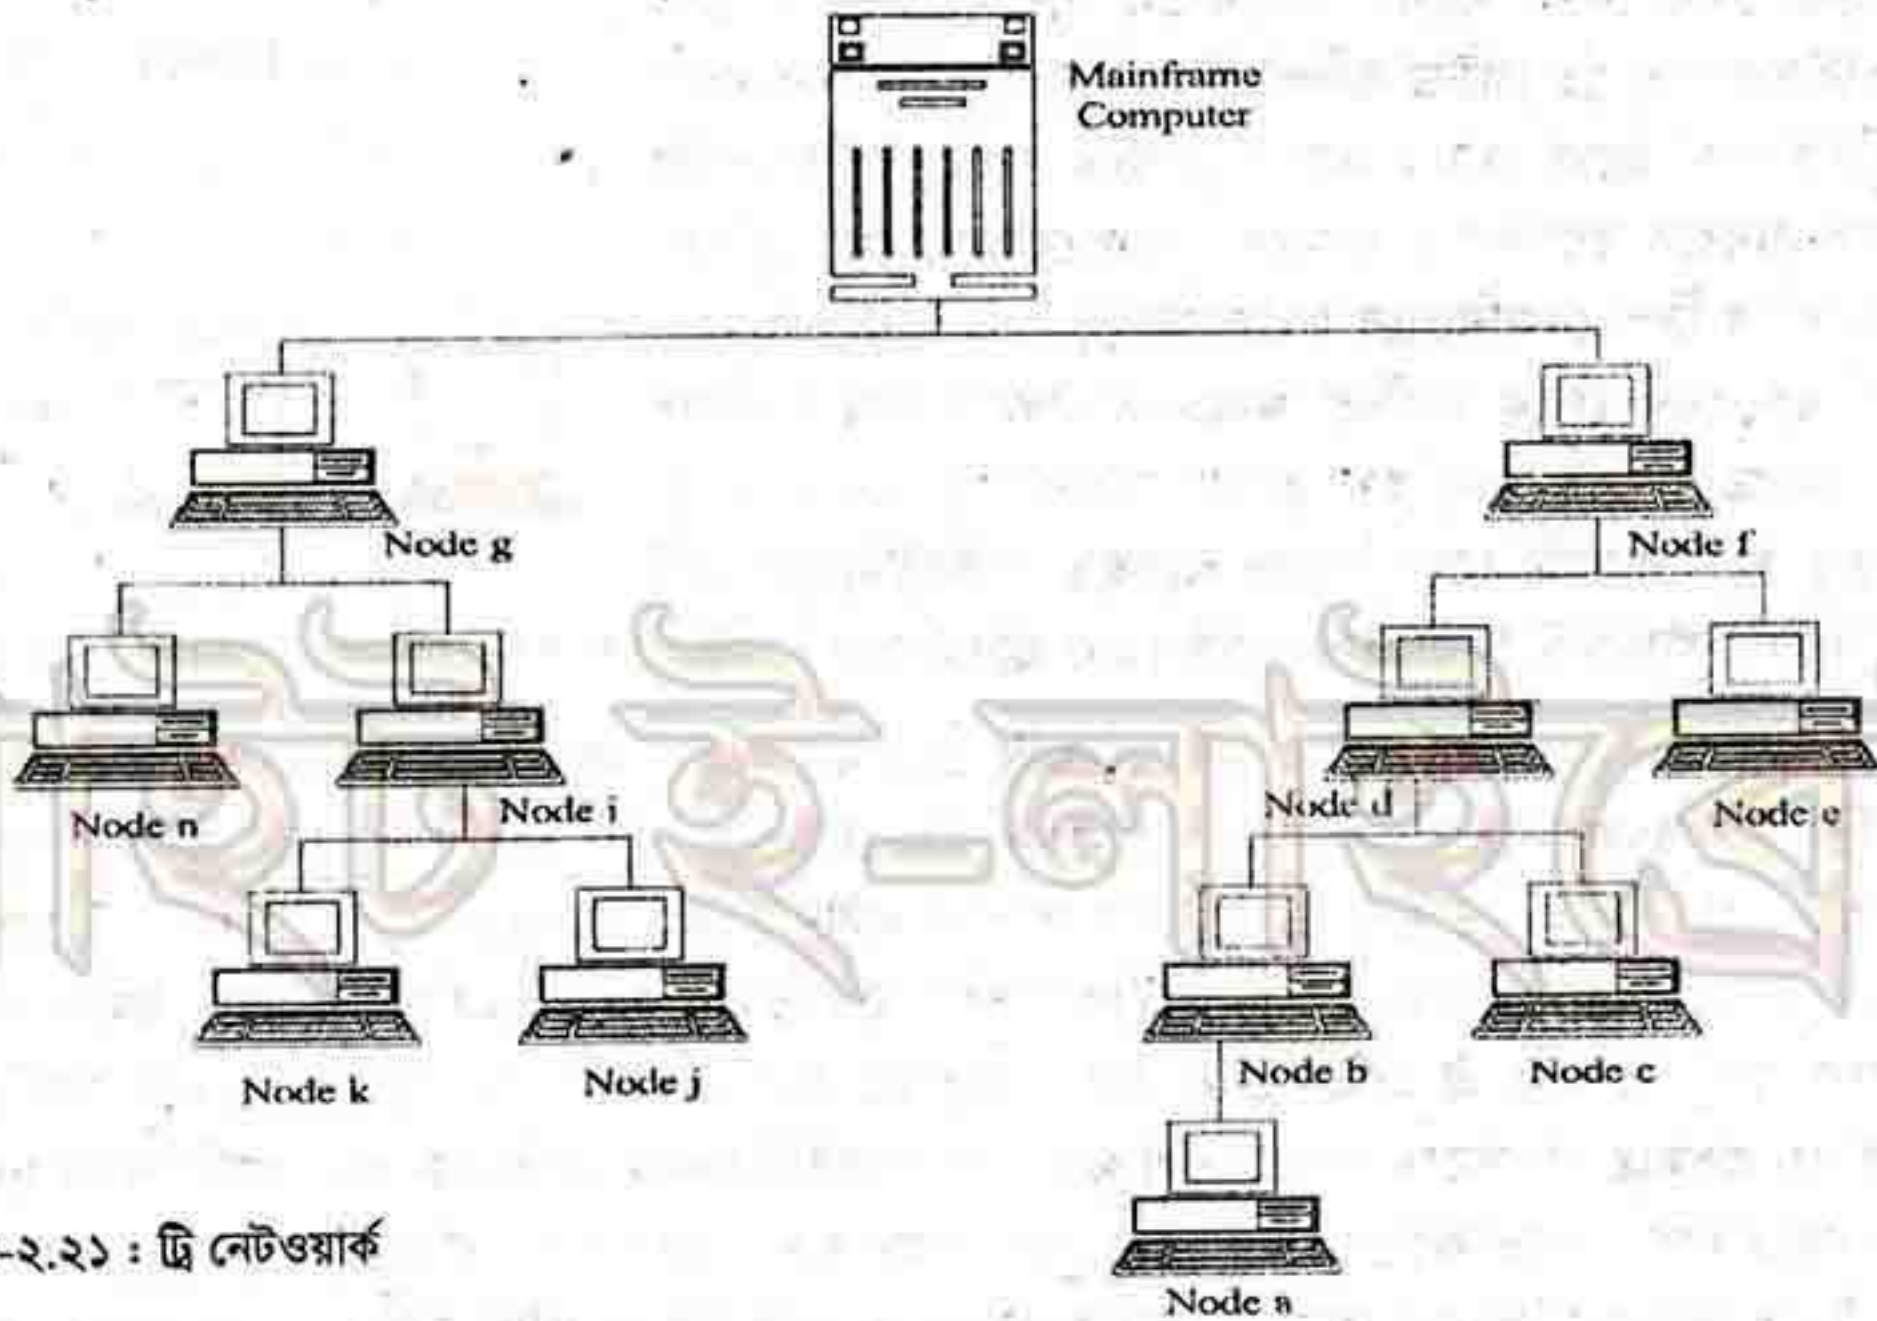 Mainframe
Computer
Node g
Node f
Node n
Node i
Node d
Node e
Node k
Node j
Node b
Node c
-২.২১ : ট্রি নেটওয়ার্ক
Node a